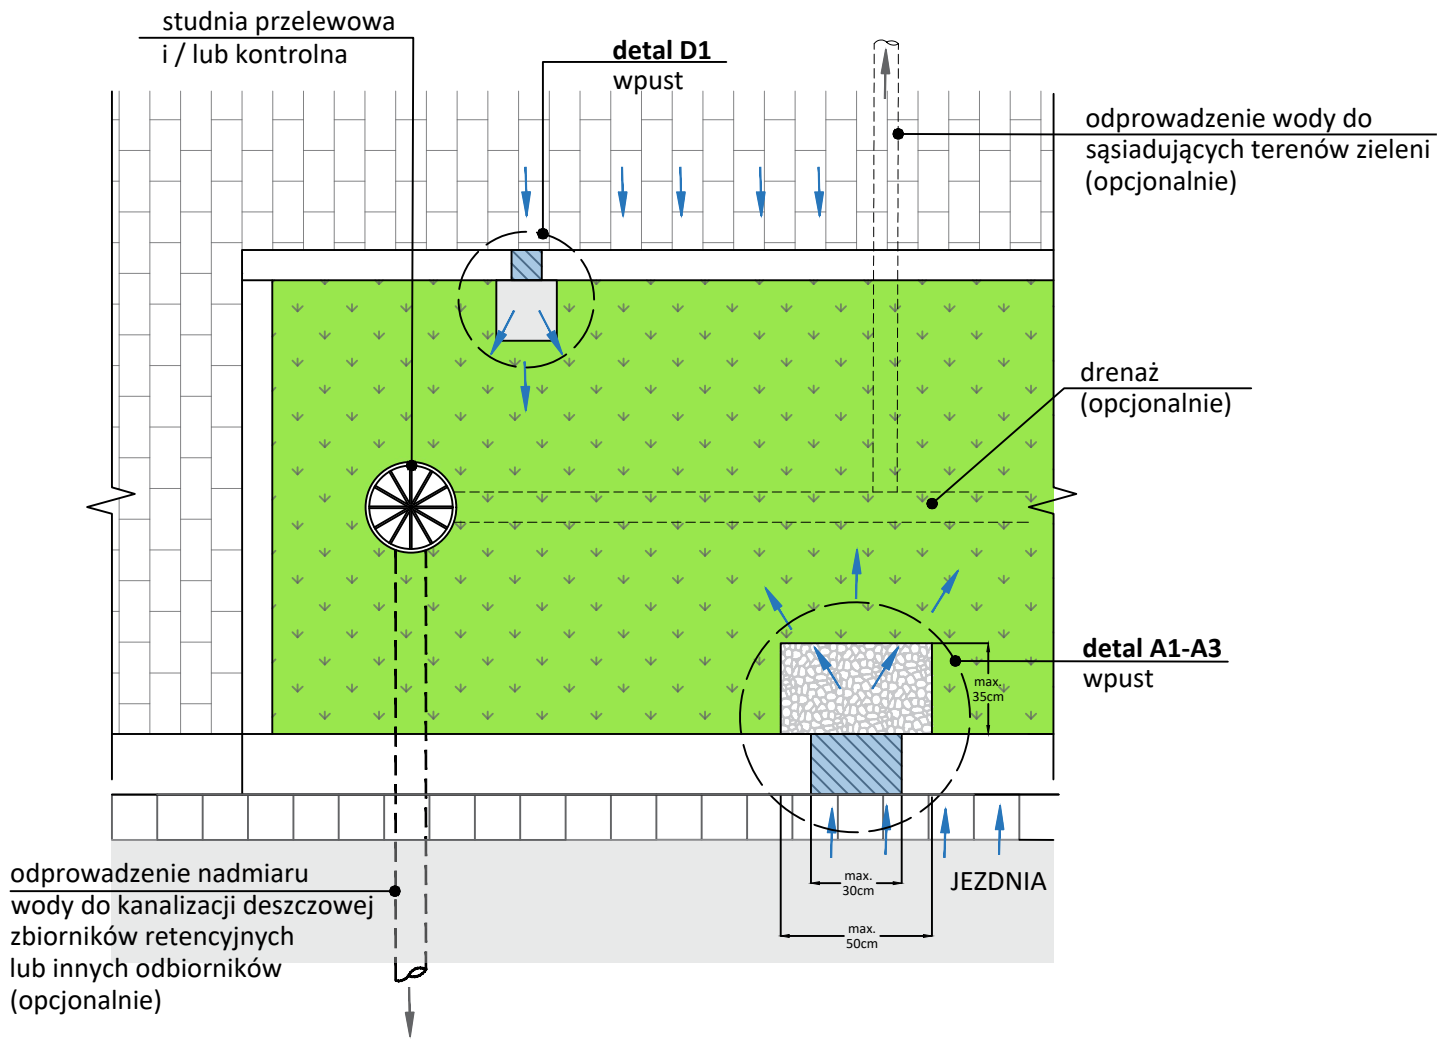 studnia przelewowa
i / lub kontrolna
detal D1
wpust
odprowadzenie wody do
sąsiadujących terenów zieleni
(opcjonalnie)
drenaż
(opcjonalnie)
detal A1-A3
wpust
max.
35cm
max.
30cm
JEZDNIA
max.
50cm
odprowadzenie nadmiaru
wody do kanalizacji deszczowej
zbiorników retencyjnych
lub innych odbiorników
(opcjonalnie)